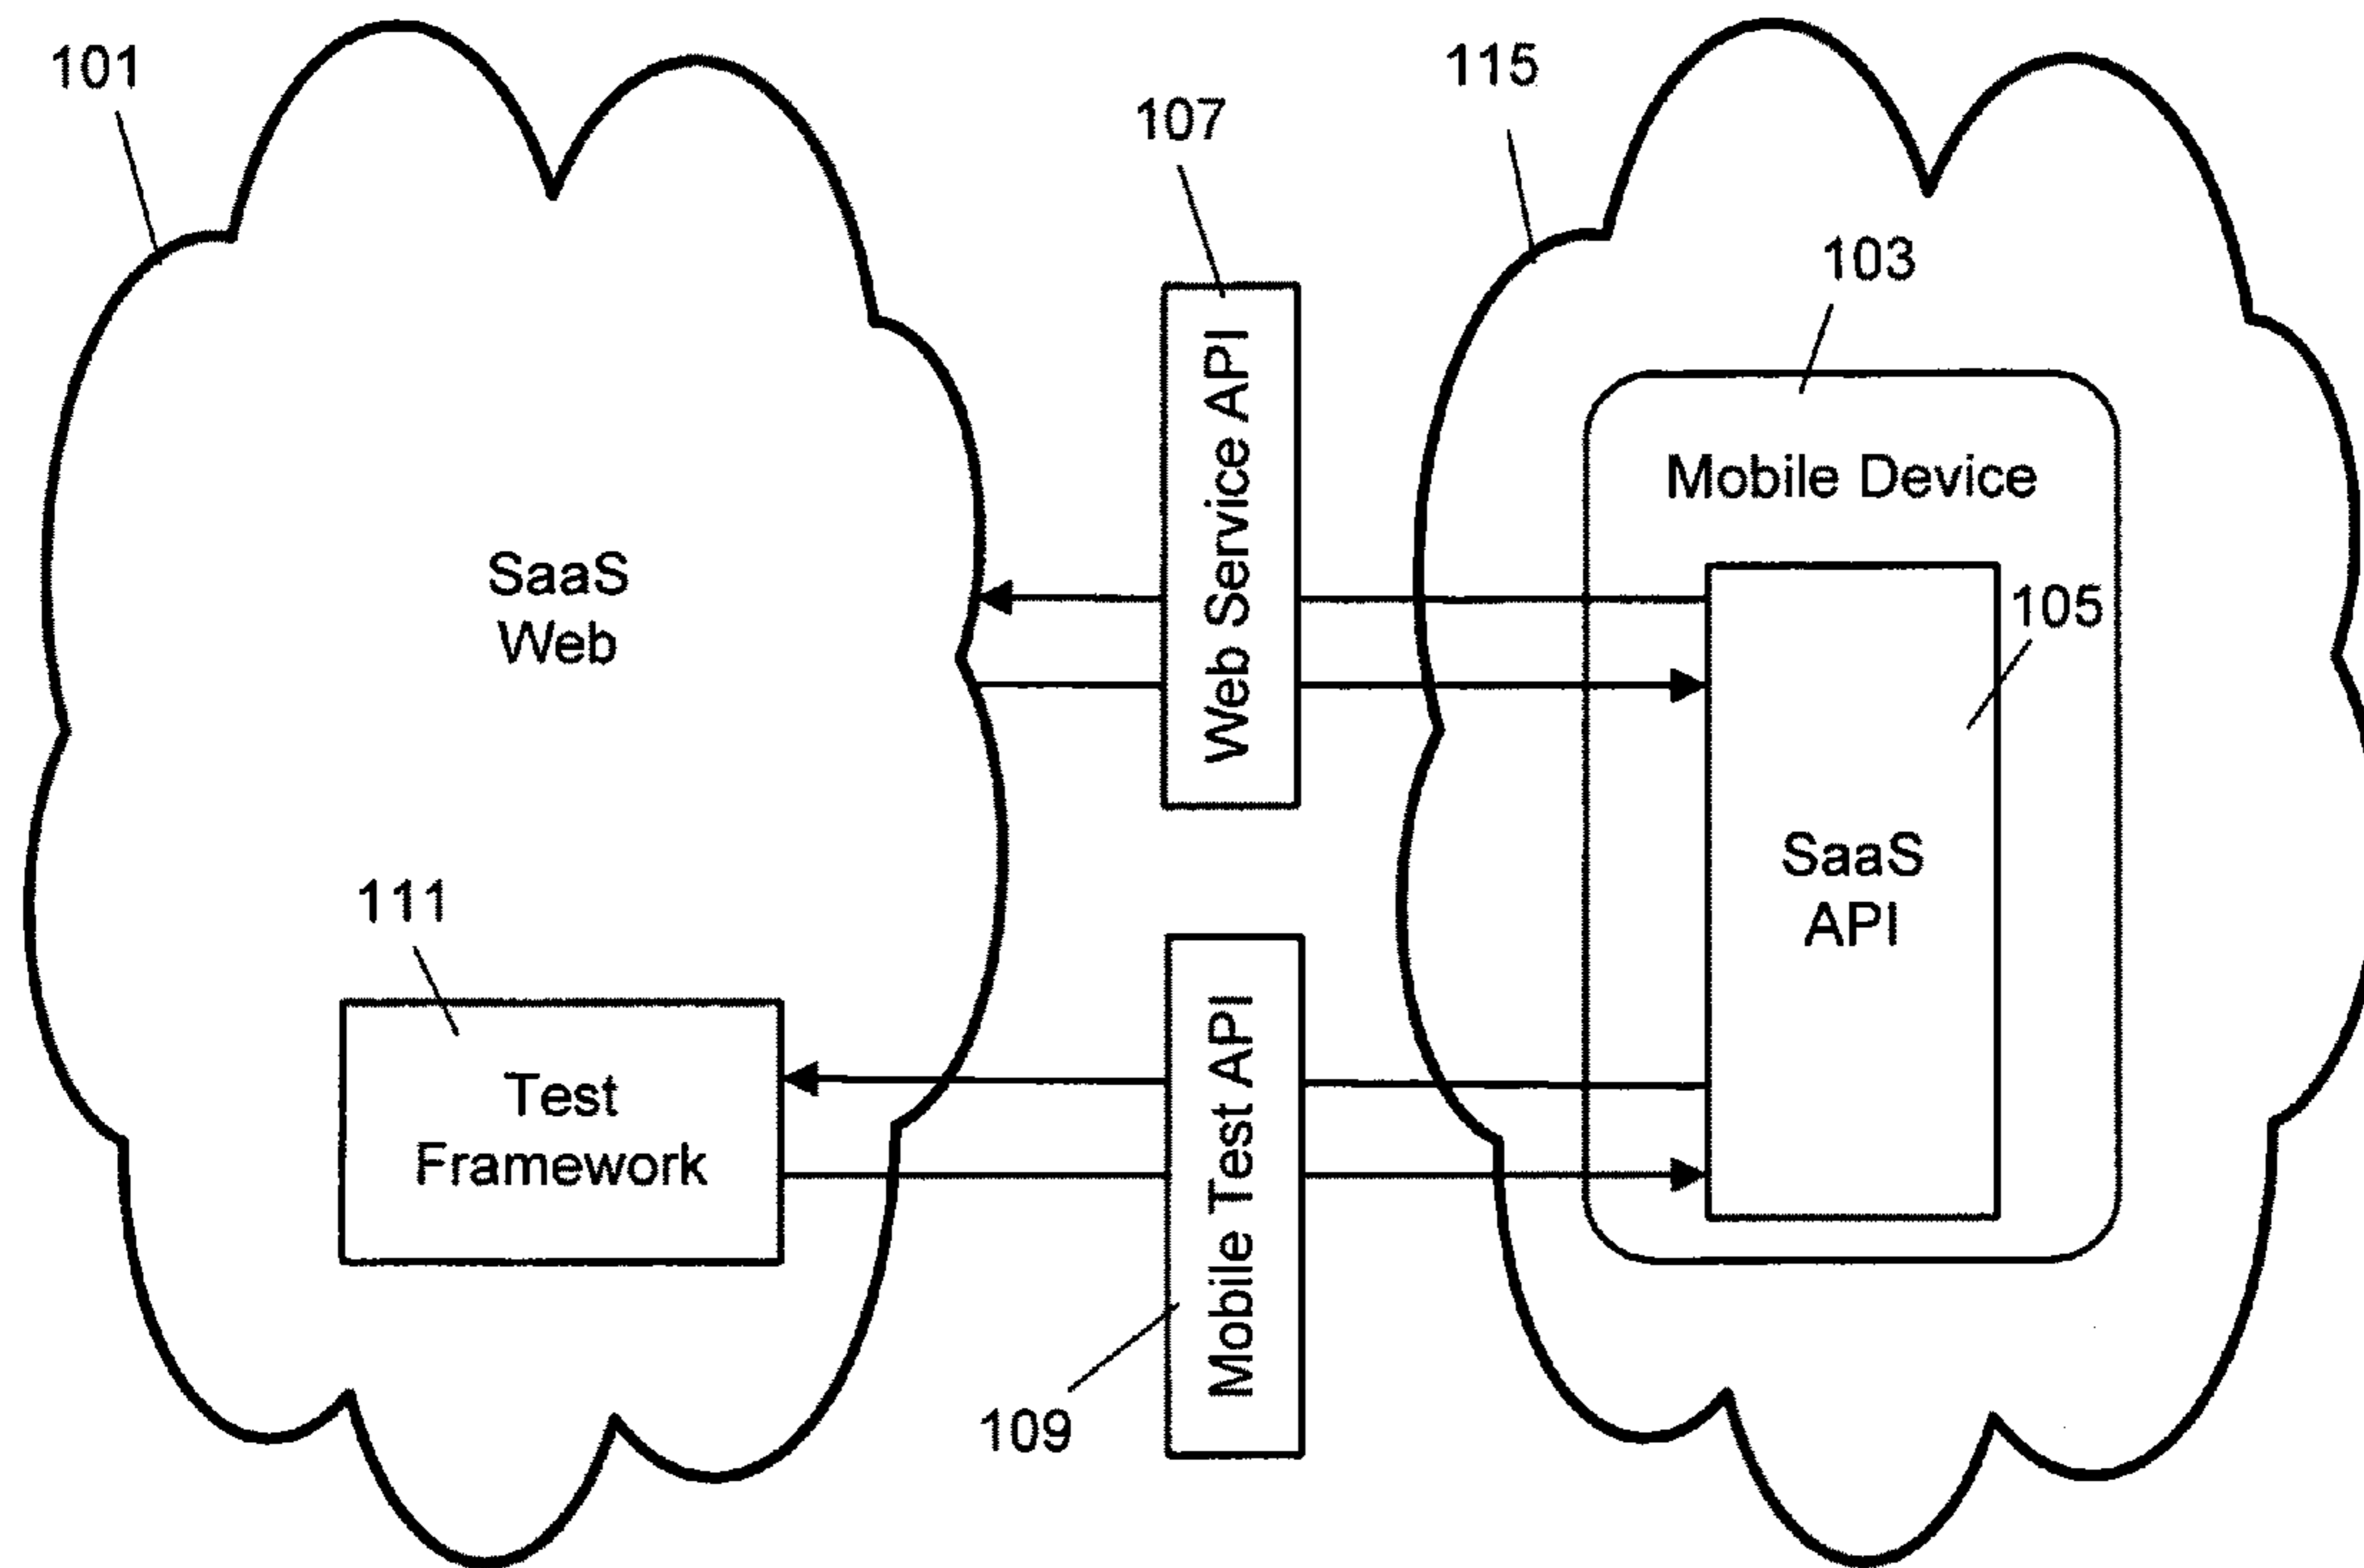 101
115
107
103
Web Service API
Mobile Device
SaaS
Web
105
SaaS
API
111
Mobile Test API
Test
Framework
109